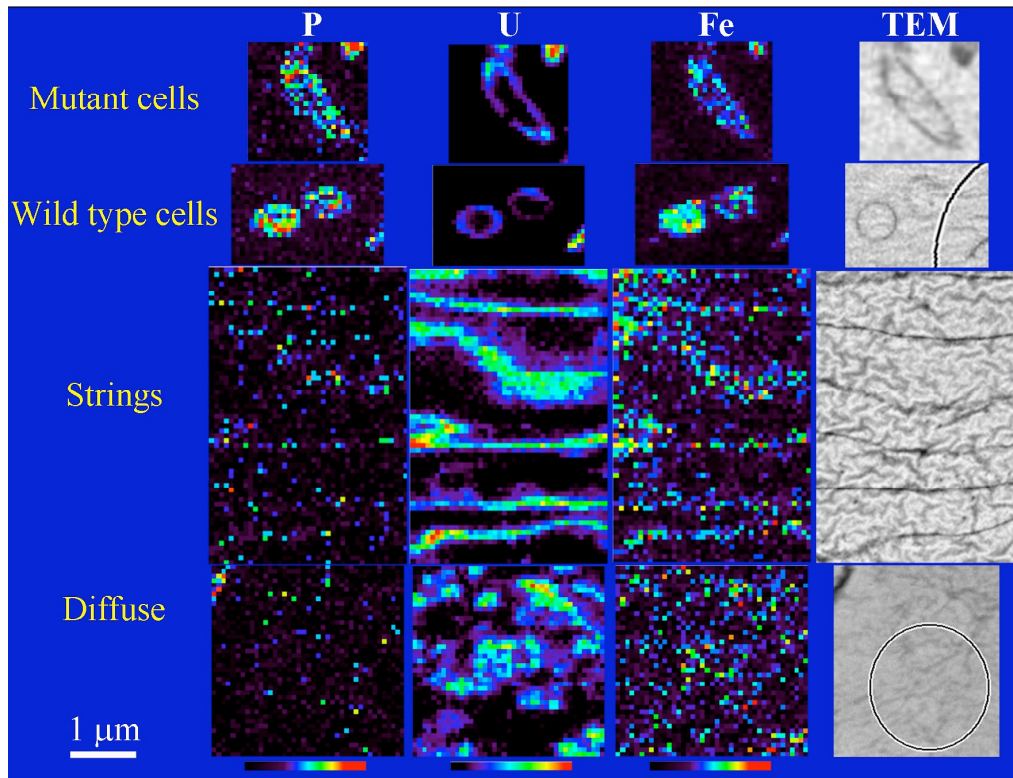 P U Fe TEM
Mutant cells
Wild type cells
Strings
Diffuse
1 μm